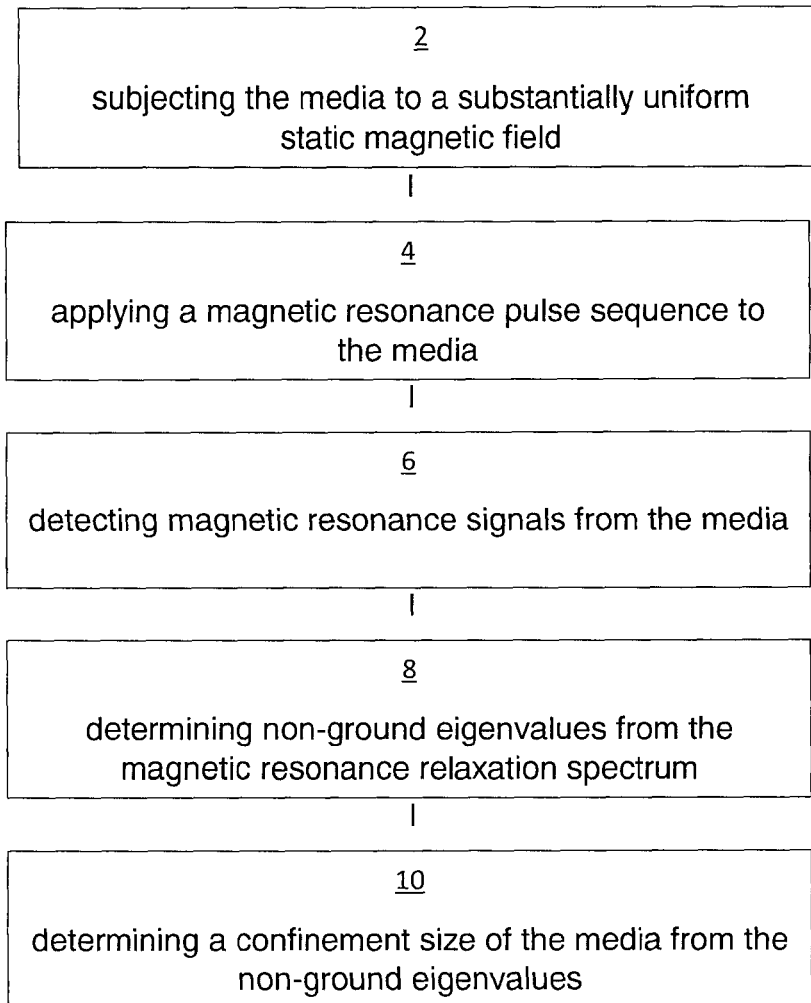 2
subjecting the media to a substantially uniform
static magnetic field
4
applying a magnetic resonance pulse sequence to
the media
6
detecting magnetic resonance signals from the media
8
determining non-ground eigenvalues from the
magnetic resonance relaxation spectrum
10
determining a confinement size of the media from the
non-ground eigenvalues